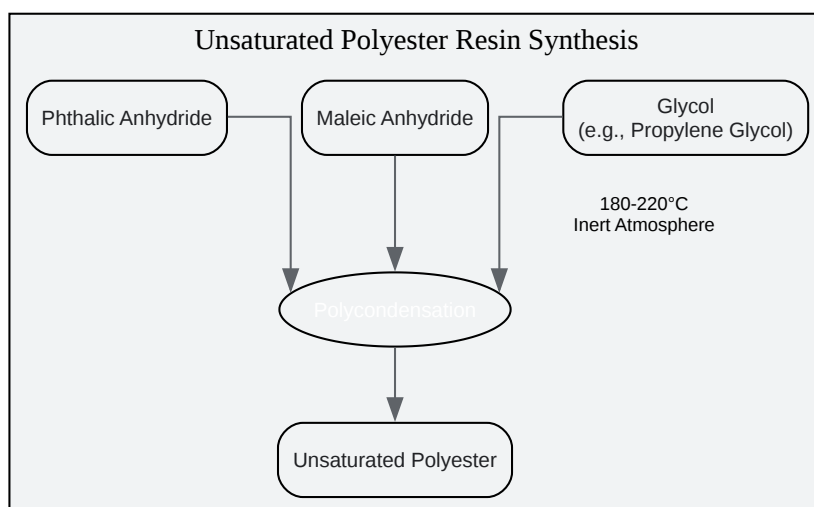 Unsaturated Polyester Resin Synthesis
Phthalic Anhydride
Maleic Anhydride
Glycol
(e.g., Propylene Glycol)
180-220°C
Inert Atmosphere
Polycondensation
Unsaturated Polyester